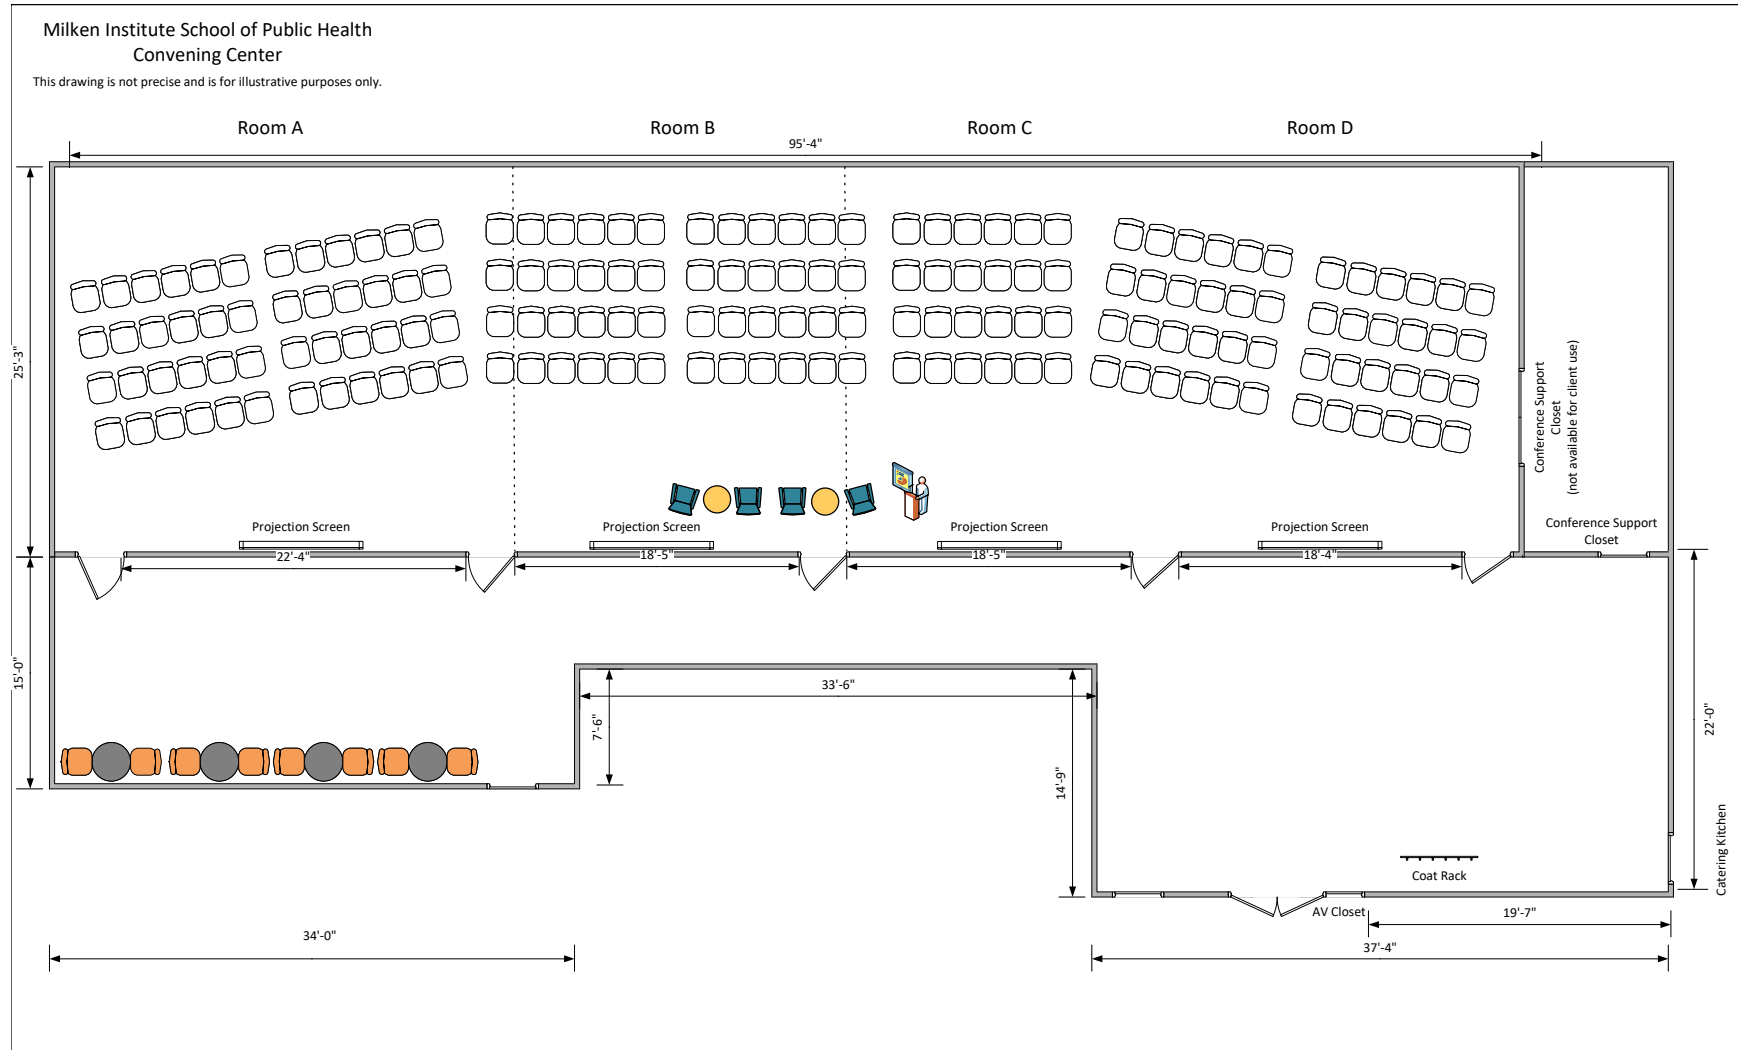 Milken Institute School of Public Health
Convening Center
This drawing is not precise and is for illustrative purposes only.
Room A
Room B
Room C
Room D
95'-4"
25'-3"
Conference Support
Closet
(not available for client use)
Projection Screen
Projection Screen
Projection Screen
Projection Screen
Conference Support
Closet
22'-4"
18'-5"
18'-5"
18'-4"
15'-0"
33'-6"
7'-6"
14'-9"
22'-0"
Catering Kitchen
Coat Rack
AV Closet
19'-7"
34'-0"
37'-4"